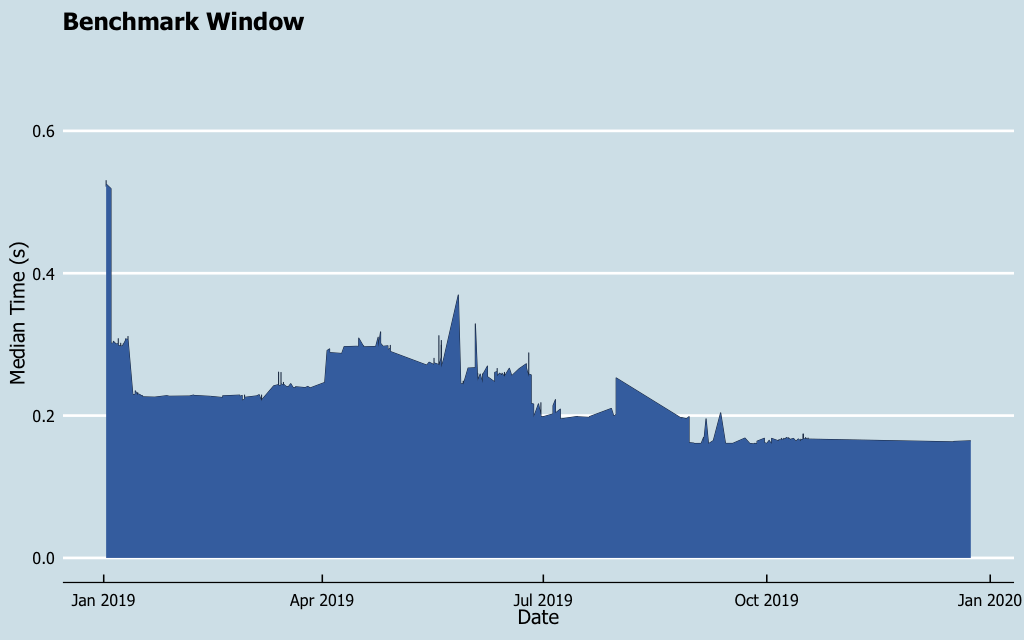 Benchmark Window
0.6
0.4
0.2
0.0
Median Time (s)
Jan 2019
Apr 2019
Jul 2019
Oct 2019
Jan 2020
Date